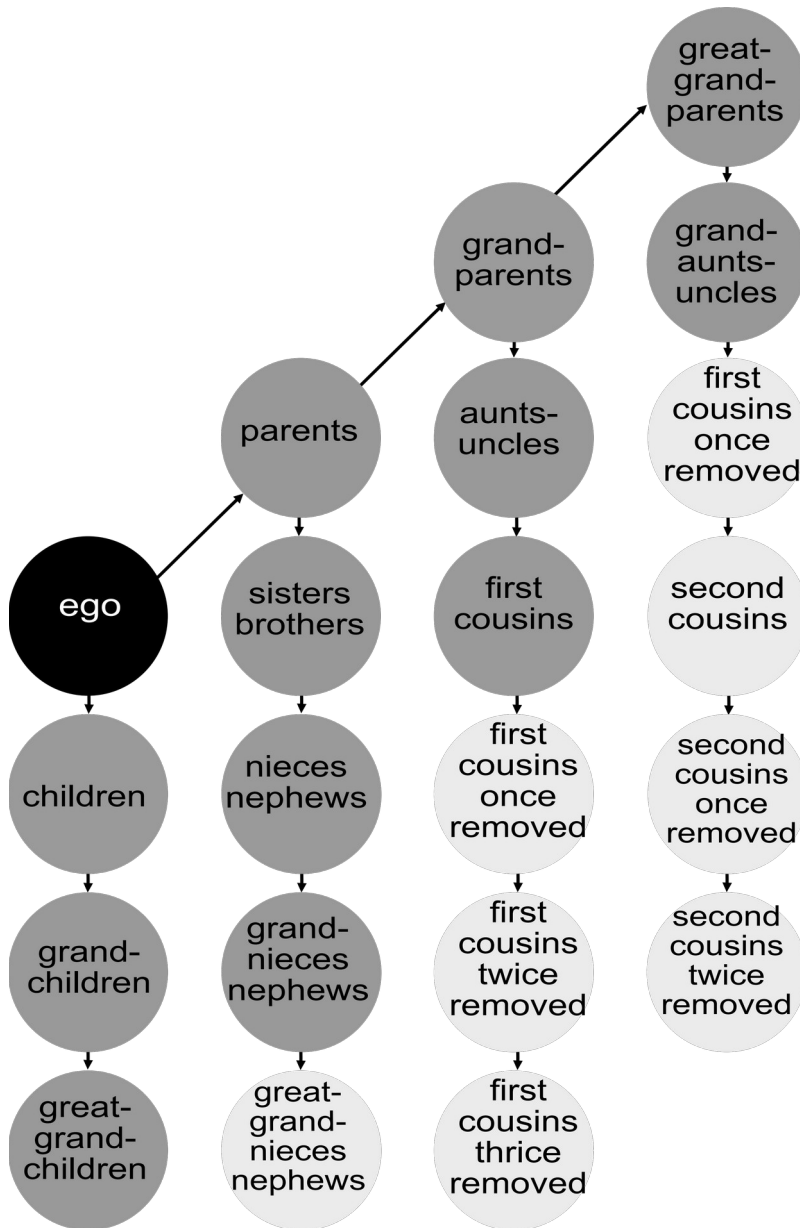 great-
grand-
parents
grand-
parents
grand-
aunts-
uncles
parents
aunts-
uncles
first
cousins
once
removed
ego
sisters
brothers
first
cousins
second
cousins
children
nieces
nephews
first
cousins
once
removed
second
cousins
once
removed
grand-
children
grand-
nieces
nephews
first
cousins
twice
removed
second
cousins
twice
removed
great-
grand-
children
great-
grand-
nieces
nephews
first
cousins
thrice
removed